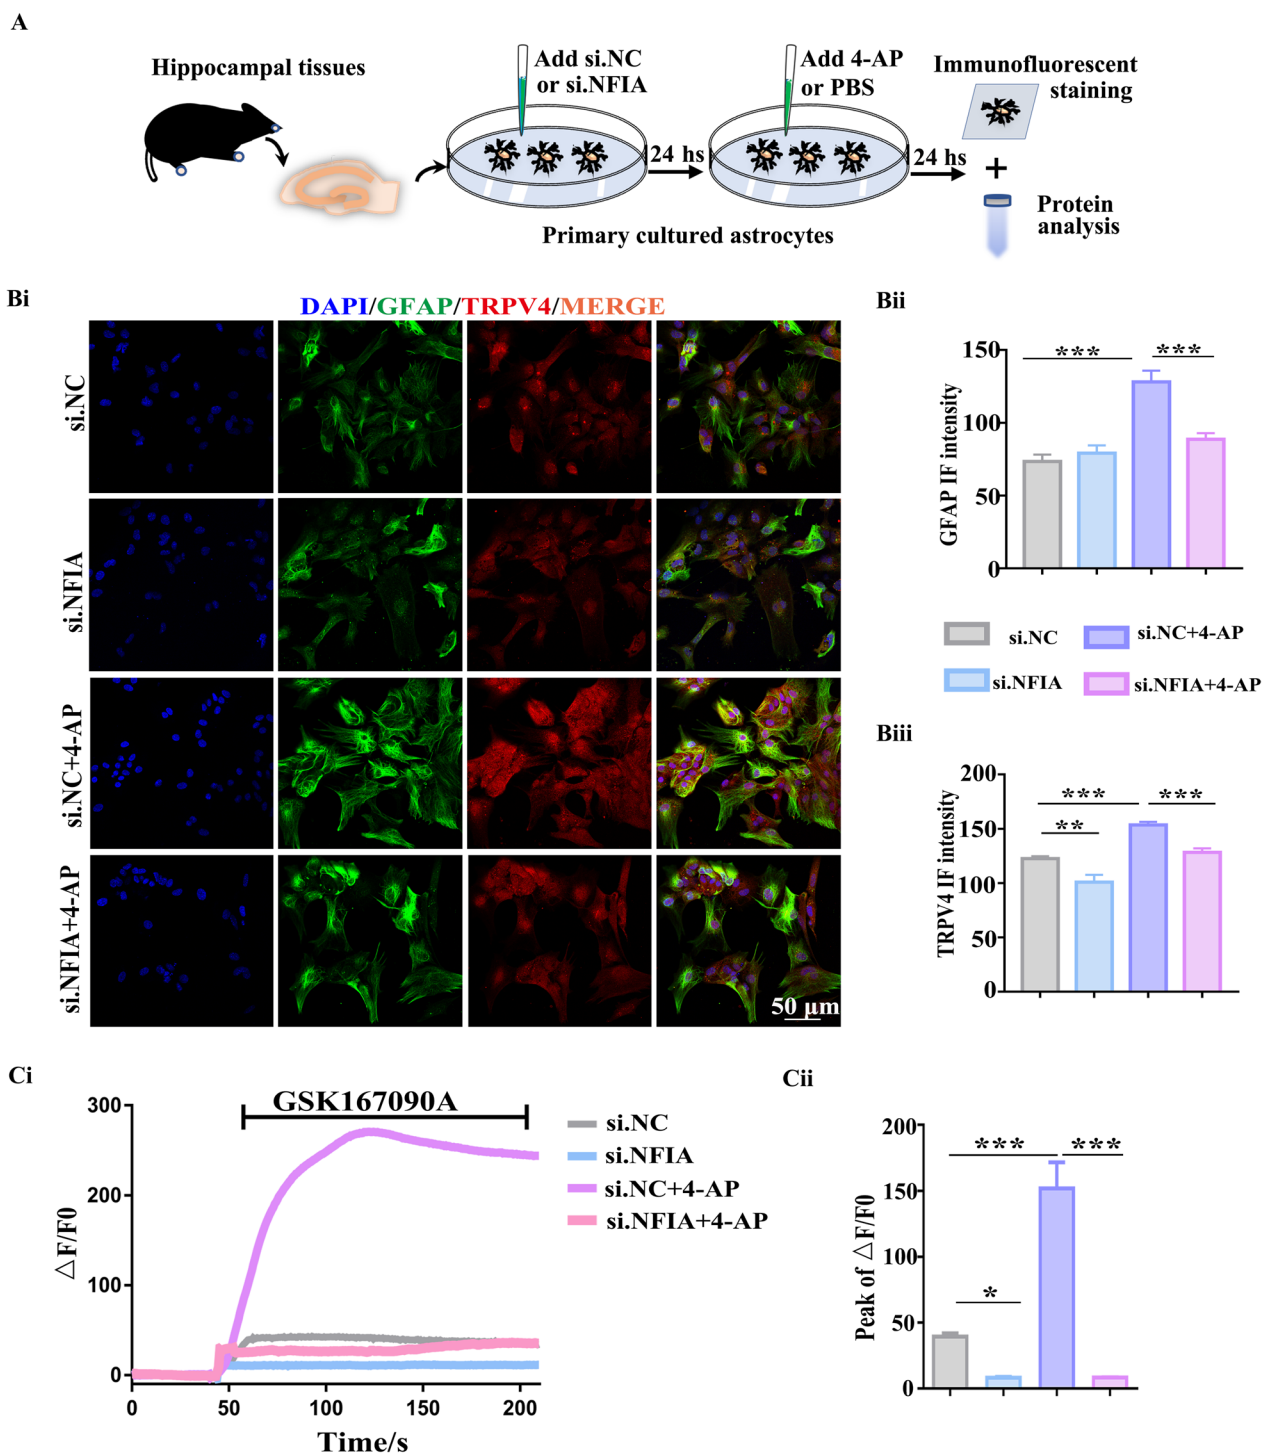 A
Hippocampal tissues
Add si.NC
or si.NFIA
Add 4-AP
or PBS
Immunofluorescent
staining
24 hs
24 hs
+
Protein
analysis
Primary cultured astrocytes
Bi
DAPI/GFAP/TRPV4/MERGE
si.NC
si.NFIA
si.NC+4-AP
si.NFIA+4-AP
50 μm
Bii
GFAP IF intensity
150
100
50
0
***
***
si.NC
si.NC+4-AP
si.NFIA
si.NFIA+4-AP
Biii
TRPV4 IF intensity
200
150
100
50
0
***
***
**
Ci
GSK167090A
△F/F0
300
200
100
0
0
50
100
150
200
Time/s
si.NC
si.NFIA
si.NC+4-AP
si.NFIA+4-AP
Cii
Peak of △F/F0
200
150
100
50
0
***
***
*